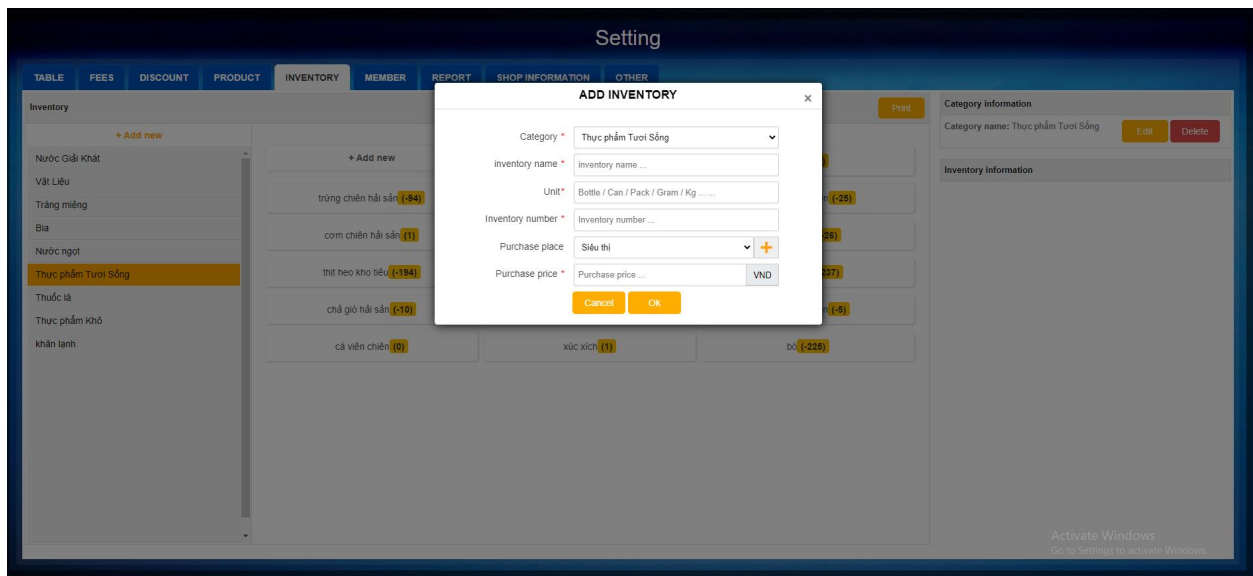 Setting
TABLE FEES DISCOUNT PRODUCT INVENTORY MEMBER REPORT SHOP INFORMATION OTHER
Inventory
Print
+ Add new
Nước Giải Khát
Vật Liệu
Tráng miệng
Bia
Nước ngọt
Thực phẩm Tươi Sống
Thuốc lá
Thực phẩm Khô
khăn lạnh
+ Add new
trứng chiên hải sản (-94)
(-25)
cơm chiên hải sản (1)
thịt heo kho tiêu (-194)
chả giò hải sản (-10)
(-5)
cá viên chiên (0) xúc xích (1) bò (-225)
ADD INVENTORY ×
Category * Thực phẩm Tươi Sống
inventory name * inventory name ...
Unit* Bottle / Can / Pack / Gram / Kg ... ...
Inventory number * Inventory number ...
Purchase place Siêu thị +
Purchase price * Purchase price ... VND
Cancel Ok
Category information
Category name: Thực phẩm Tươi Sống Edit Delete
Inventory information
Activate Windows
Go to Settings to activate Windows.